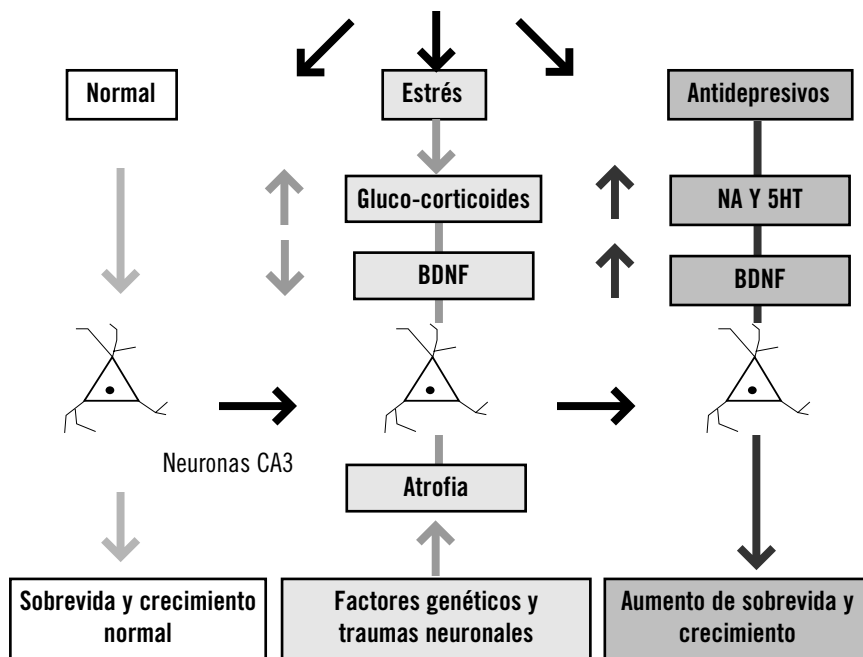 Normal
Estrés
Antidepresivos
Gluco-corticoides
NA Y 5HT
BDNF
BDNF
Neuronas CA3
Atrofia
Sobrevida y crecimiento
normal
Factores genéticos y
traumas neuronales
Aumento de sobrevida y
crecimiento